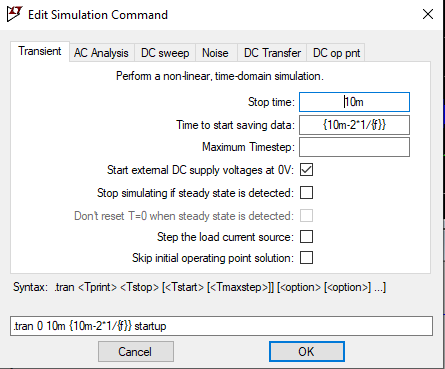 Edit Simulation Command
Transient AC Analysis DC sweep Noise DC Transfer DC op pnt
Perform a non-linear, time-domain simulation.
Stop time: 10m
Time to start saving data: {10m-2*1/{f}}
Maximum Timestep:
Start external DC supply voltages at 0V:
Stop simulating if steady state is detected:
Don't reset T=0 when steady state is detected:
Step the load current source:
Skip initial operating point solution:
Syntax: .tran <Tprint> <Tstop> [<Tstart> [<Tmaxstep>]] [<option> [<option>] ...]
.tran 0 10m {10m-2*1/{f}} startup
Cancel OK